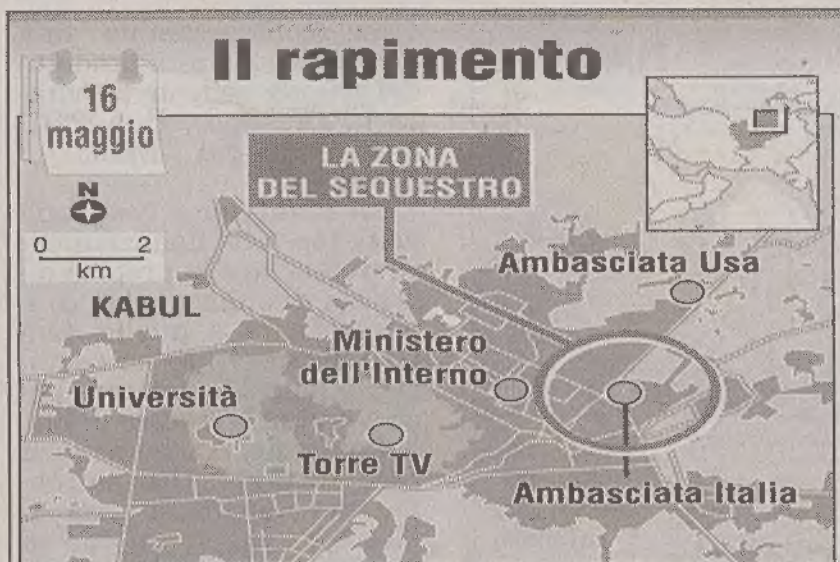 Il rapimento
16
maggio
LA ZONA
DEL SEQUESTRO
N
0 2
km
KABUL
Ambasciata Usa
Ministero
dell'Interno
Università
Torre TV
Ambasciata Italia